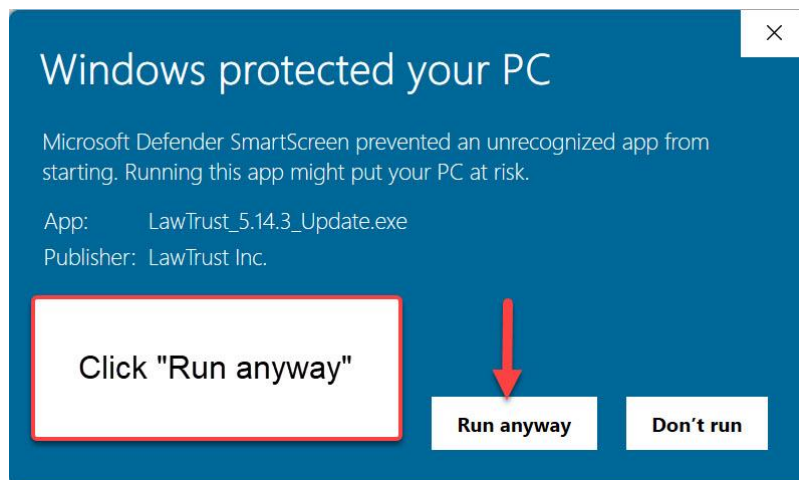 Windows protected your PC
Microsoft Defender SmartScreen prevented an unrecognized app from
starting. Running this app might put your PC at risk.
App: LawTrust_5.14.3_Update.exe
Publisher: LawTrust Inc.
Click "Run anyway"
Run anyway
Don't run